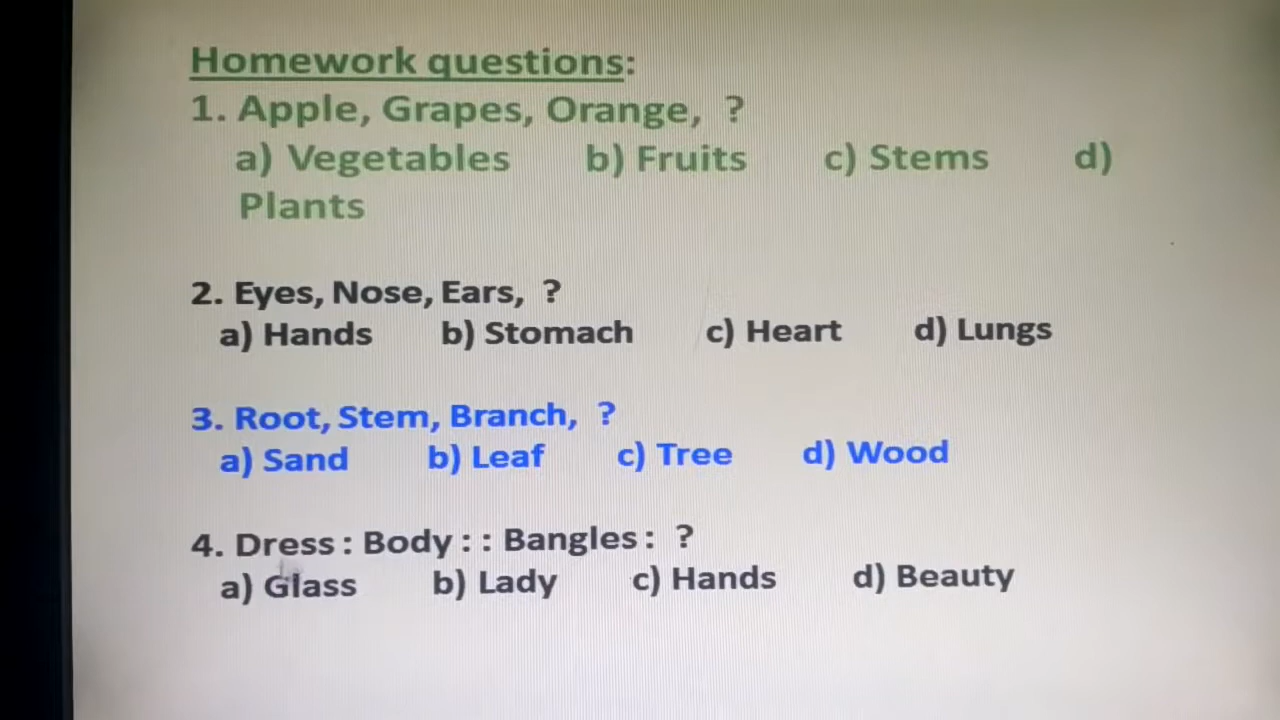 Homework questions:
1. Apple, Grapes, Orange, ?
a) Vegetables b) Fruits c) Stems d)
Plants
2. Eyes, Nose, Ears, ?
a) Hands b) Stomach c) Heart d) Lungs
3. Root, Stem, Branch, ?
a) Sand b) Leaf c) Tree d) Wood
4. Dress : Body : : Bangles : ?
a) Glass b) Lady c) Hands d) Beauty